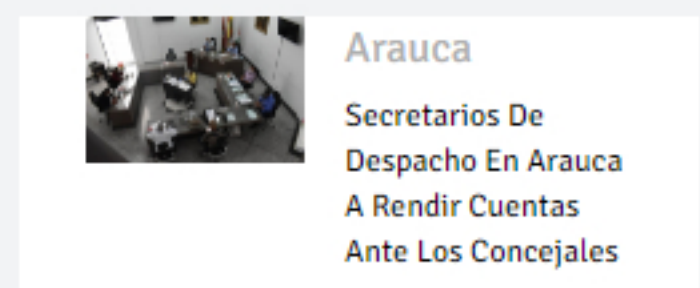 Arauca
Secretarios De
Despacho En Arauca
A Rendir Cuentas
Ante Los Concejales